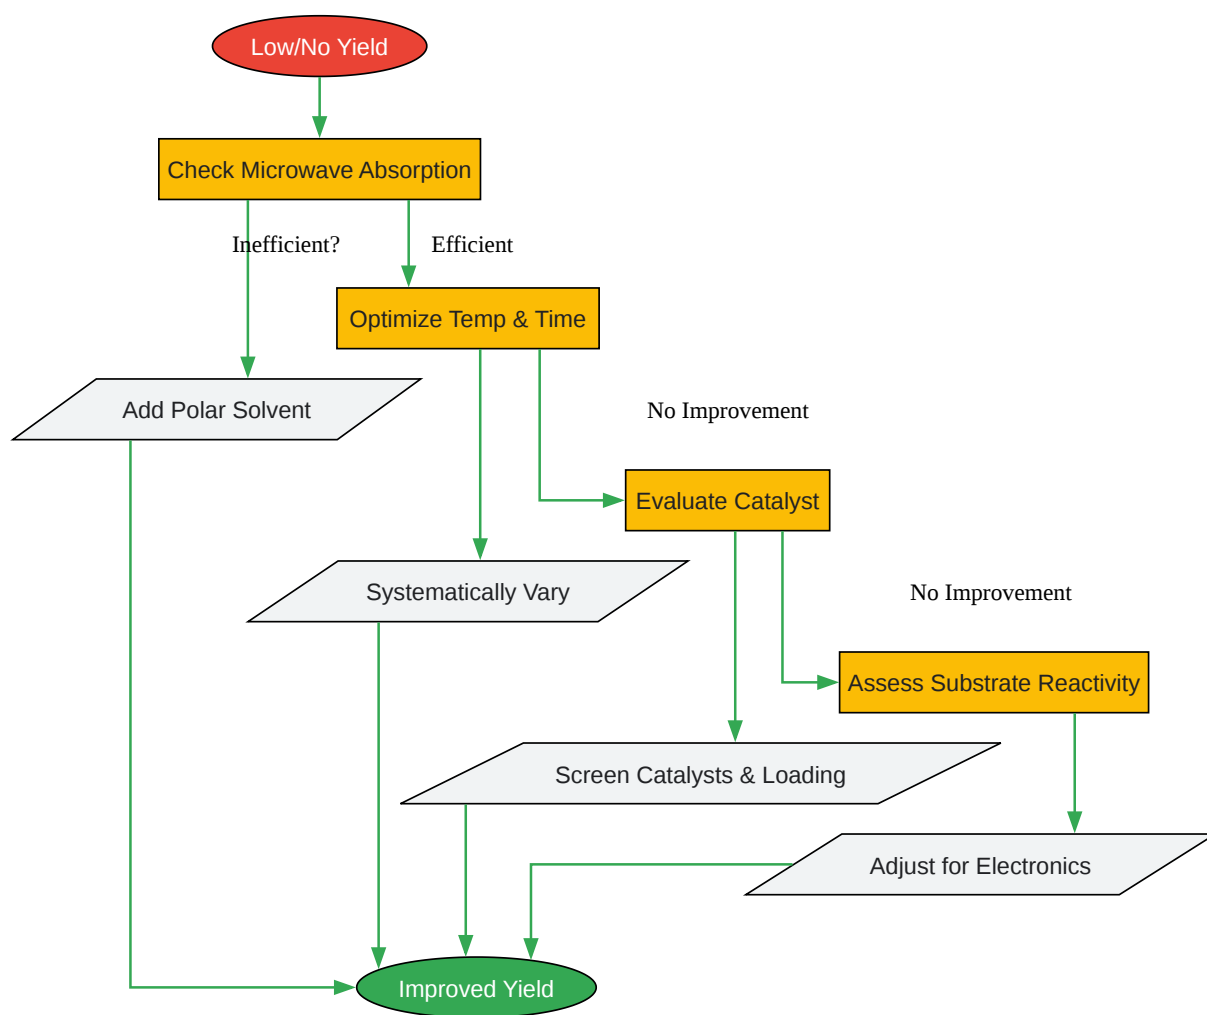 Low/No Yield
Check Microwave Absorption
Inefficient?
Efficient
Optimize Temp & Time
Add Polar Solvent
No Improvement
Evaluate Catalyst
Systematically Vary
No Improvement
Assess Substrate Reactivity
Screen Catalysts & Loading
Adjust for Electronics
Improved Yield